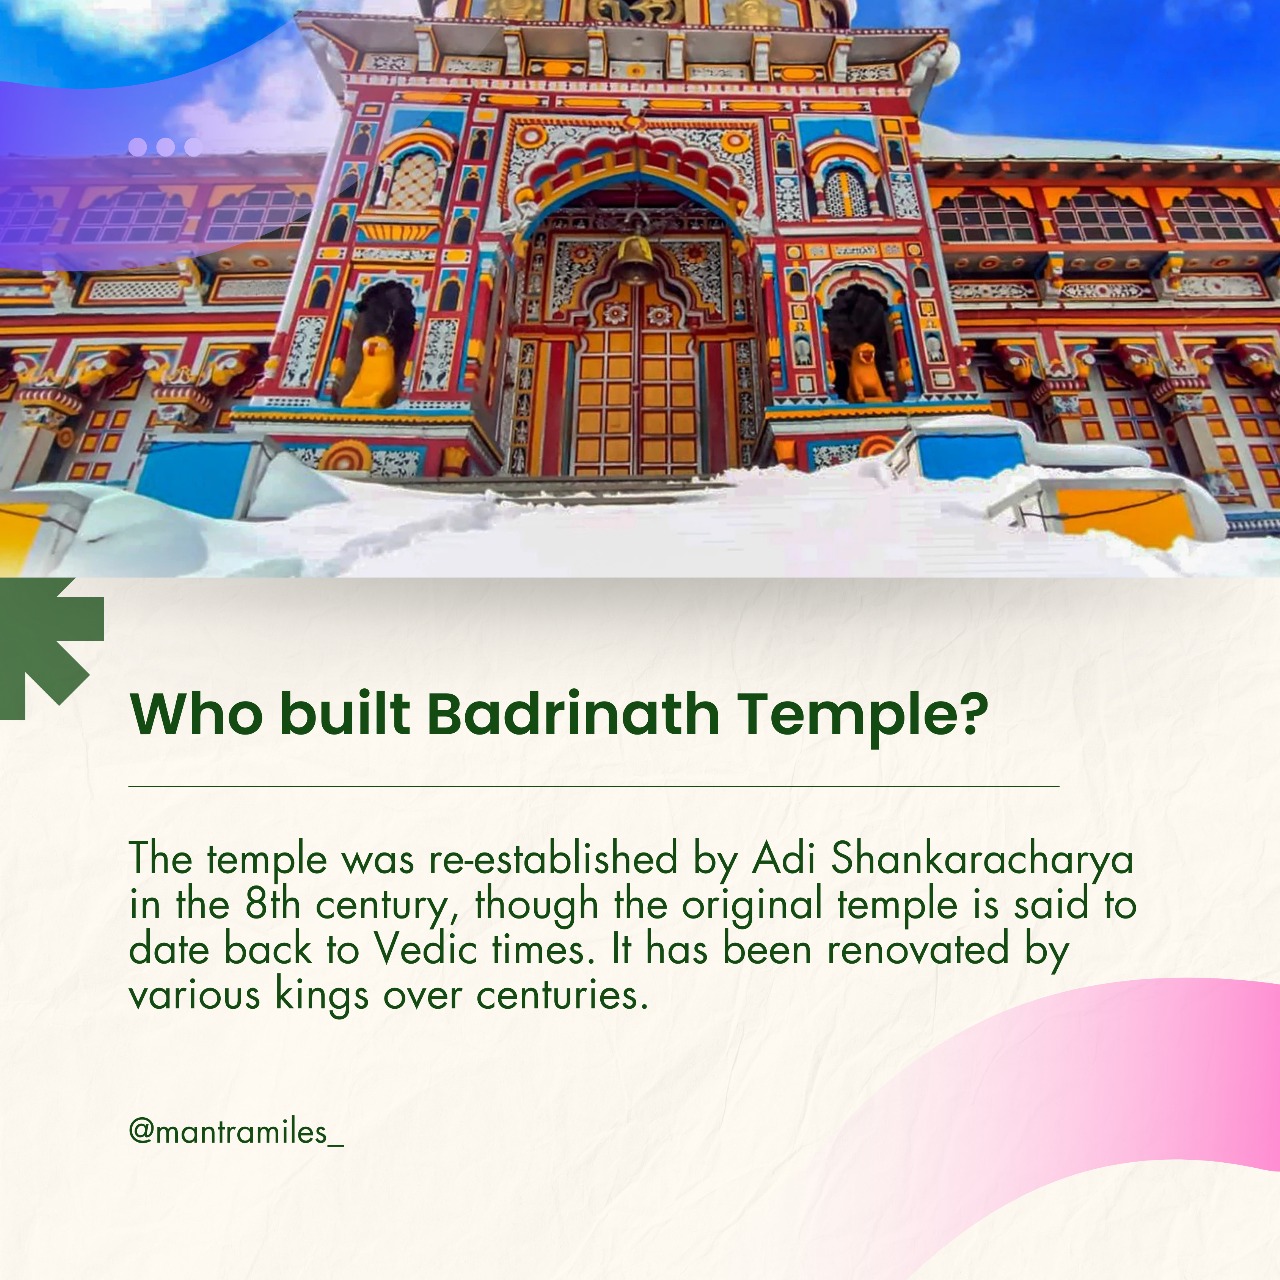 Who built Badrinath Temple?
The temple was re-established by Adi Shankaracharya
in the 8th century, though the original temple is said to
date back to Vedic times. It has been renovated by
various kings over centuries.
@mantramiles_